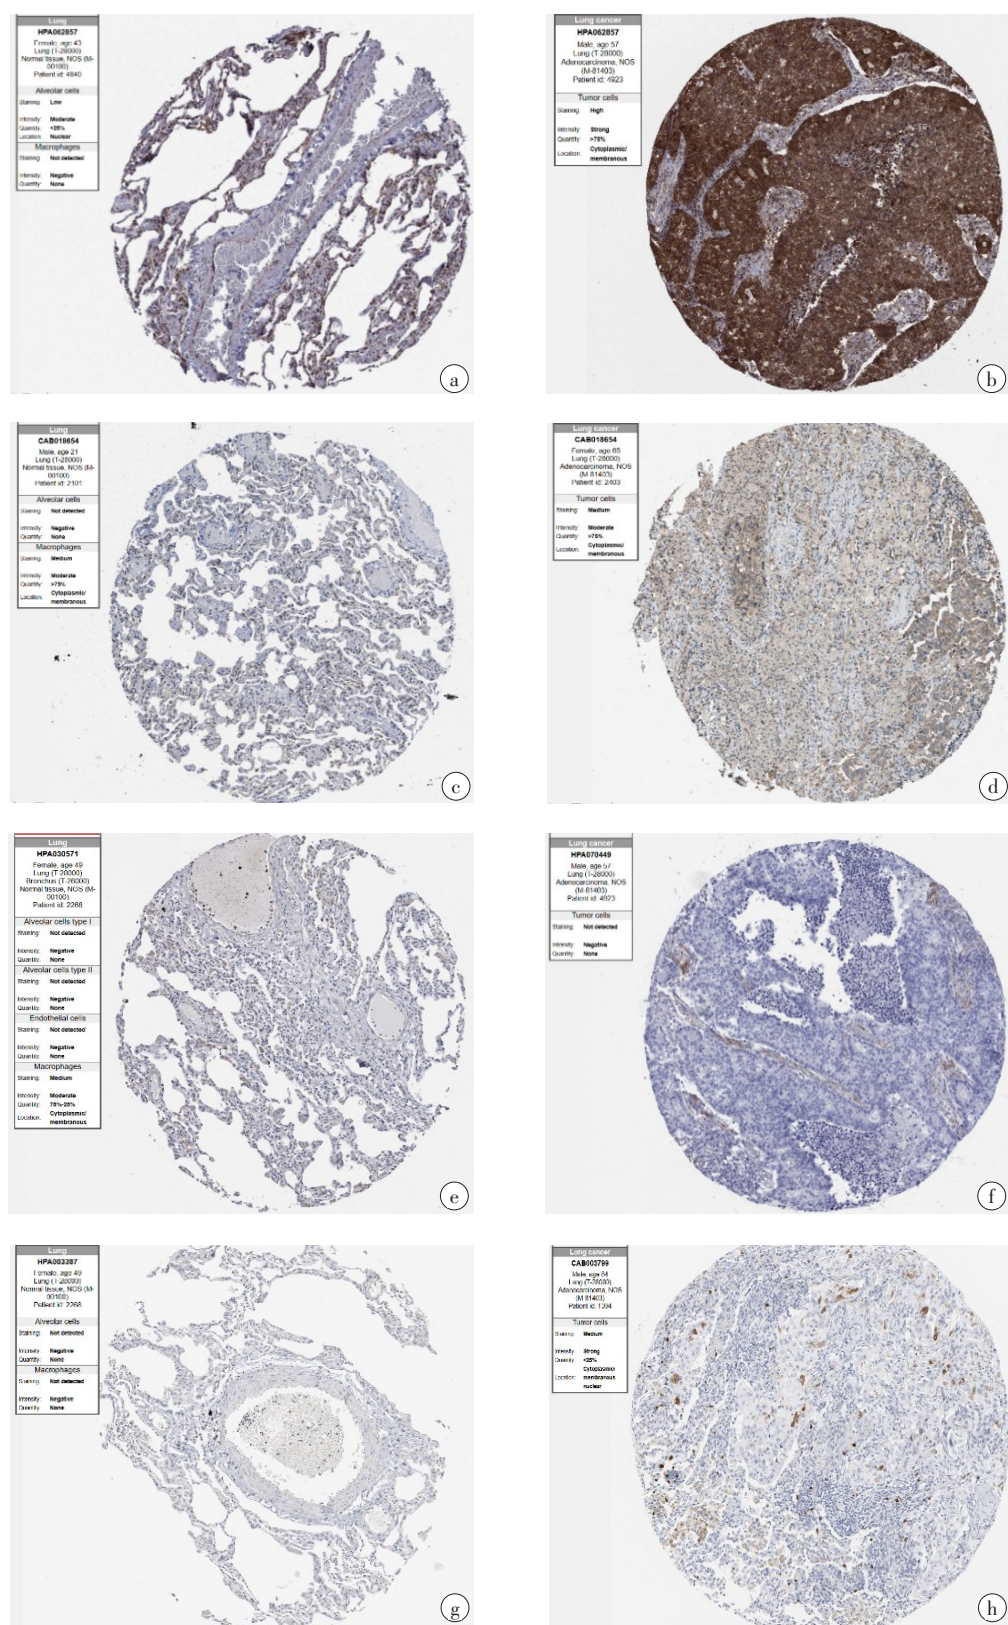 Lung
HPA062857
Female, age 43
Lung (T-28000)
Normal tissue, NOS (M-
00100)
Patient id: 4840
Alveolar cells
Staining: Low
Intensity: Moderate
Quantity: <25%
Location: Nuclear
Macrophages
Staining: Not detected
Intensity: Negative
Quantity: None
a
Lung cancer
HPA062857
Male, age 57
Lung (T 28000)
Adenocarcinoma, NOS
(M-81403)
Patient id: 4923
Tumor cells
Staining: High
Intensity: Strong
Quantity: >75%
Location: Cytoplasmic/
membranous
b
Lung
CAB018654
Male, age 21
Lung (T-28000)
Normal tissue, NOS (M-
00100)
Patient id: 2101
Alveolar cells
Staining: Not detected
Intensity: Negative
Quantity: None
Macrophages
Staining: Medium
Intensity: Moderate
Quantity: >75%
Location: Cytoplasmic/
membranous
c
Lung cancer
CAB018654
Female, age 65
Lung (T-28000)
Adenocarcinoma, NOS
(M 81403)
Patient id: 2403
Tumor cells
Staining: Medium
Intensity: Moderate
Quantity: >75%
Location: Cytoplasmic/
membranous
d
Lung
HPA030571
Female, age 49
Lung (T-28000)
Bronchus (T-26000)
Normal tissue, NOS (M-
00100)
Patient id: 2268
Alveolar cells type I
Staining: Not detected
Intensity: Negative
Quantity: None
Alveolar cells type II
Staining: Not detected
Intensity: Negative
Quantity: None
Endothelial cells
Staining: Not detected
Intensity: Negative
Quantity: None
Macrophages
Staining: Medium
Intensity: Moderate
Quantity: 75%-25%
Location: Cytoplasmic/
membranous
e
Lung cancer
HPA070449
Male, age 57
Lung (T-28000)
Adenocarcinoma, NOS
(M-81403)
Patient id: 4923
Tumor cells
Staining: Not detected
Intensity: Negative
Quantity: None
f
Lung
HPA003387
Female, age 49
Lung (T-28000)
Normal tissue, NOS (M-
00100)
Patient id: 2268
Alveolar cells
Staining: Not detected
Intensity: Negative
Quantity: None
Macrophages
Staining: Not detected
Intensity: Negative
Quantity: None
g
Lung cancer
CAB003799
Male, age 84
Lung (T-28000)
Adenocarcinoma, NOS
(M 81403)
Patient id: 1394
Tumor cells
Staining: Medium
Intensity: Strong
Quantity: <25%
Cytoplasmic/
Location: membranous
nuclear
h